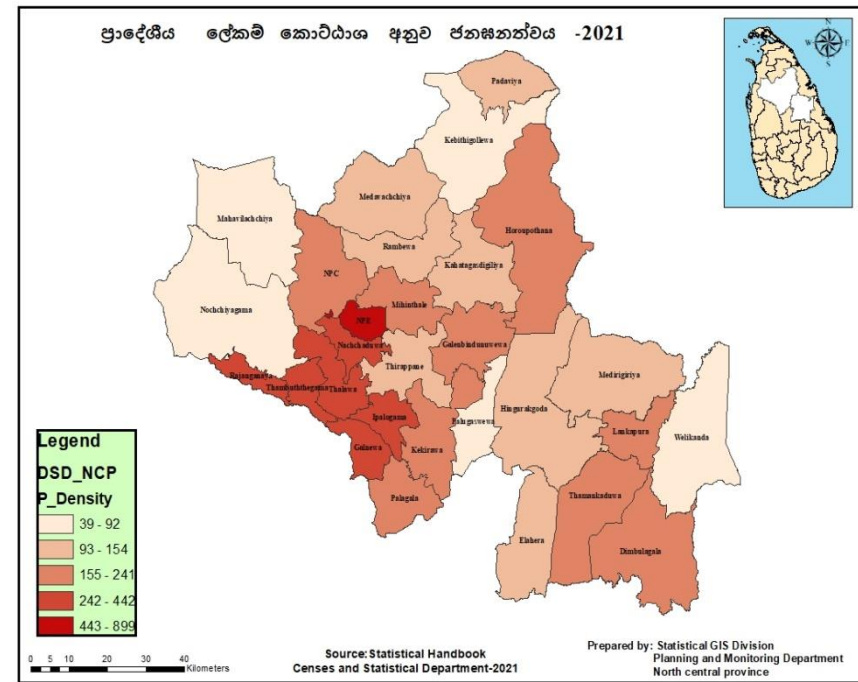 ප්‍රාදේශීය ලේකම් කොට්ඨාශ අනුව ජනඝනත්වය -2021
N
W E
S
Padaviya
Kebithigollewa
Medavachchiya
Mahavilachchiya
Horoupothana
Rambewa
Kahatagasdigiliya
NPC
Mihinthale
Nochchiyagama
NPE
Nachchaduwa
Galenbindunuwewa
Thirappane
Medirigiriya
Rajanganaya
Thambuththegama
Thalawa
Hingurakgoda
Ipalogama
Palugaswewa
Lankapura
Welikanda
Galnewa
Kekirawa
Palagala
Thamankaduwa
Elahera
Dimbulagala
Legend
DSD_NCP
P_Density
39 - 92
93 - 154
155 - 241
242 - 442
443 - 899
0 5 10 20 30 40
Kilometers
Source:Statistical Handbook
Censes and Statistical Department-2021
Prepared by: Statistical GIS Division
Planning and Monitoring Department
North central province